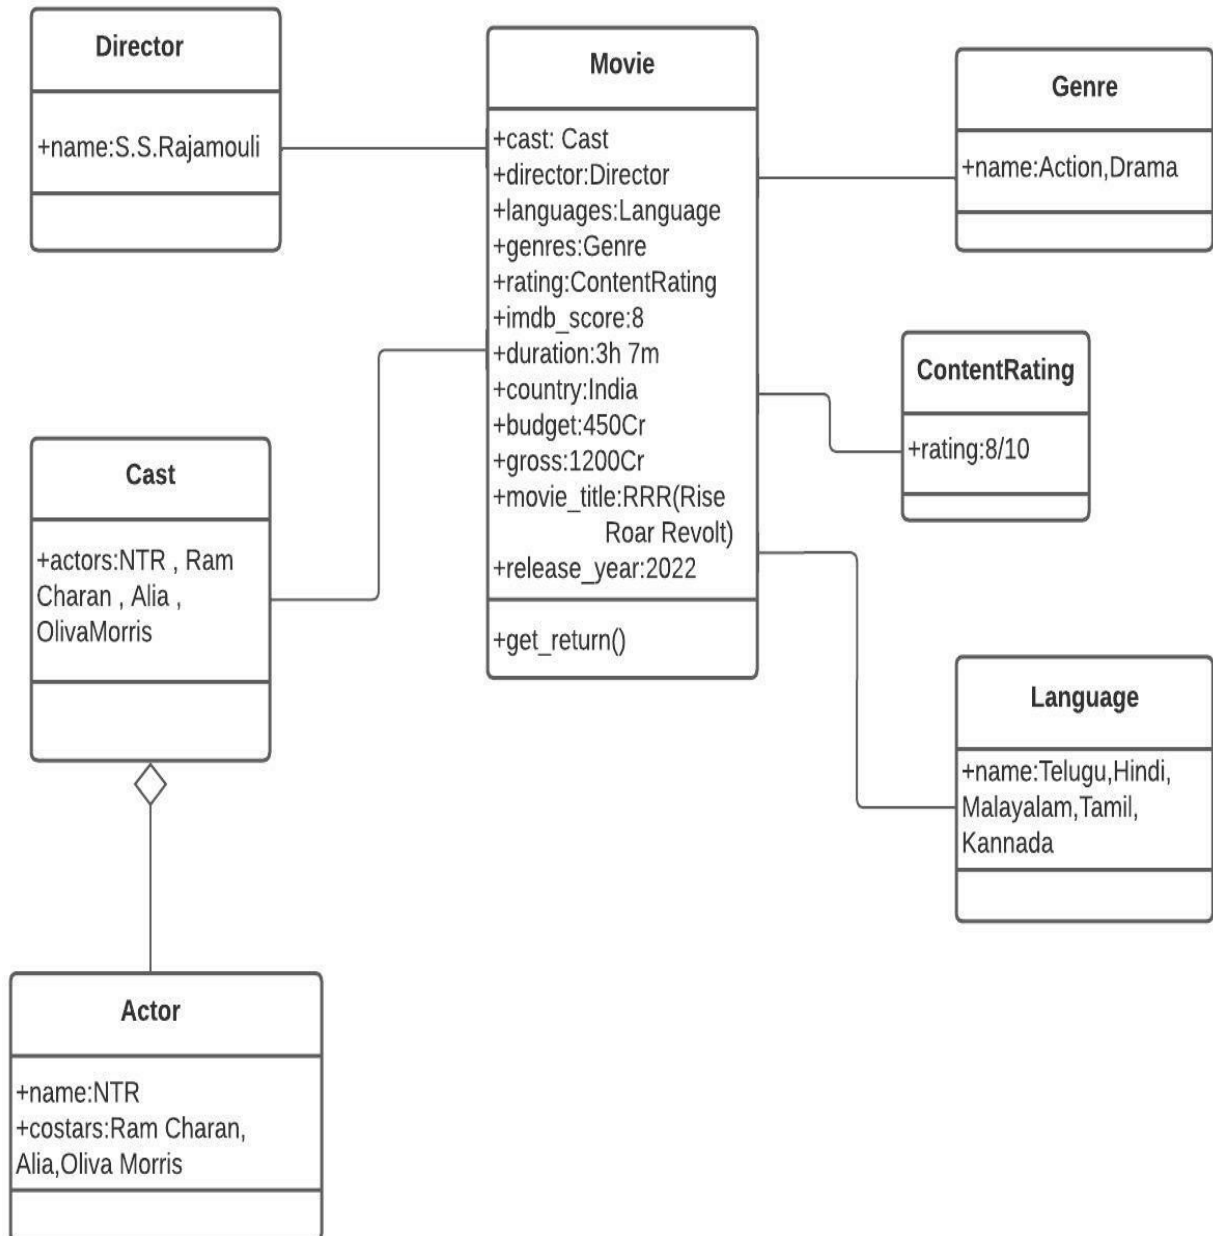 Director
+name:S.S.Rajamouli
Movie
+cast: Cast
+director:Director
+languages:Language
+genres:Genre
+rating:ContentRating
+imdb_score:8
+duration:3h 7m
+country:India
+budget:450Cr
+gross:1200Cr
+movie_title:RRR(Rise
Roar Revolt)
+release_year:2022
+get_return()
Genre
+name:Action,Drama
ContentRating
+rating:8/10
Cast
+actors:NTR , Ram
Charan , Alia ,
OlivaMorris
Language
+name:Telugu,Hindi,
Malayalam,Tamil,
Kannada
Actor
+name:NTR
+costars:Ram Charan,
Alia,Oliva Morris